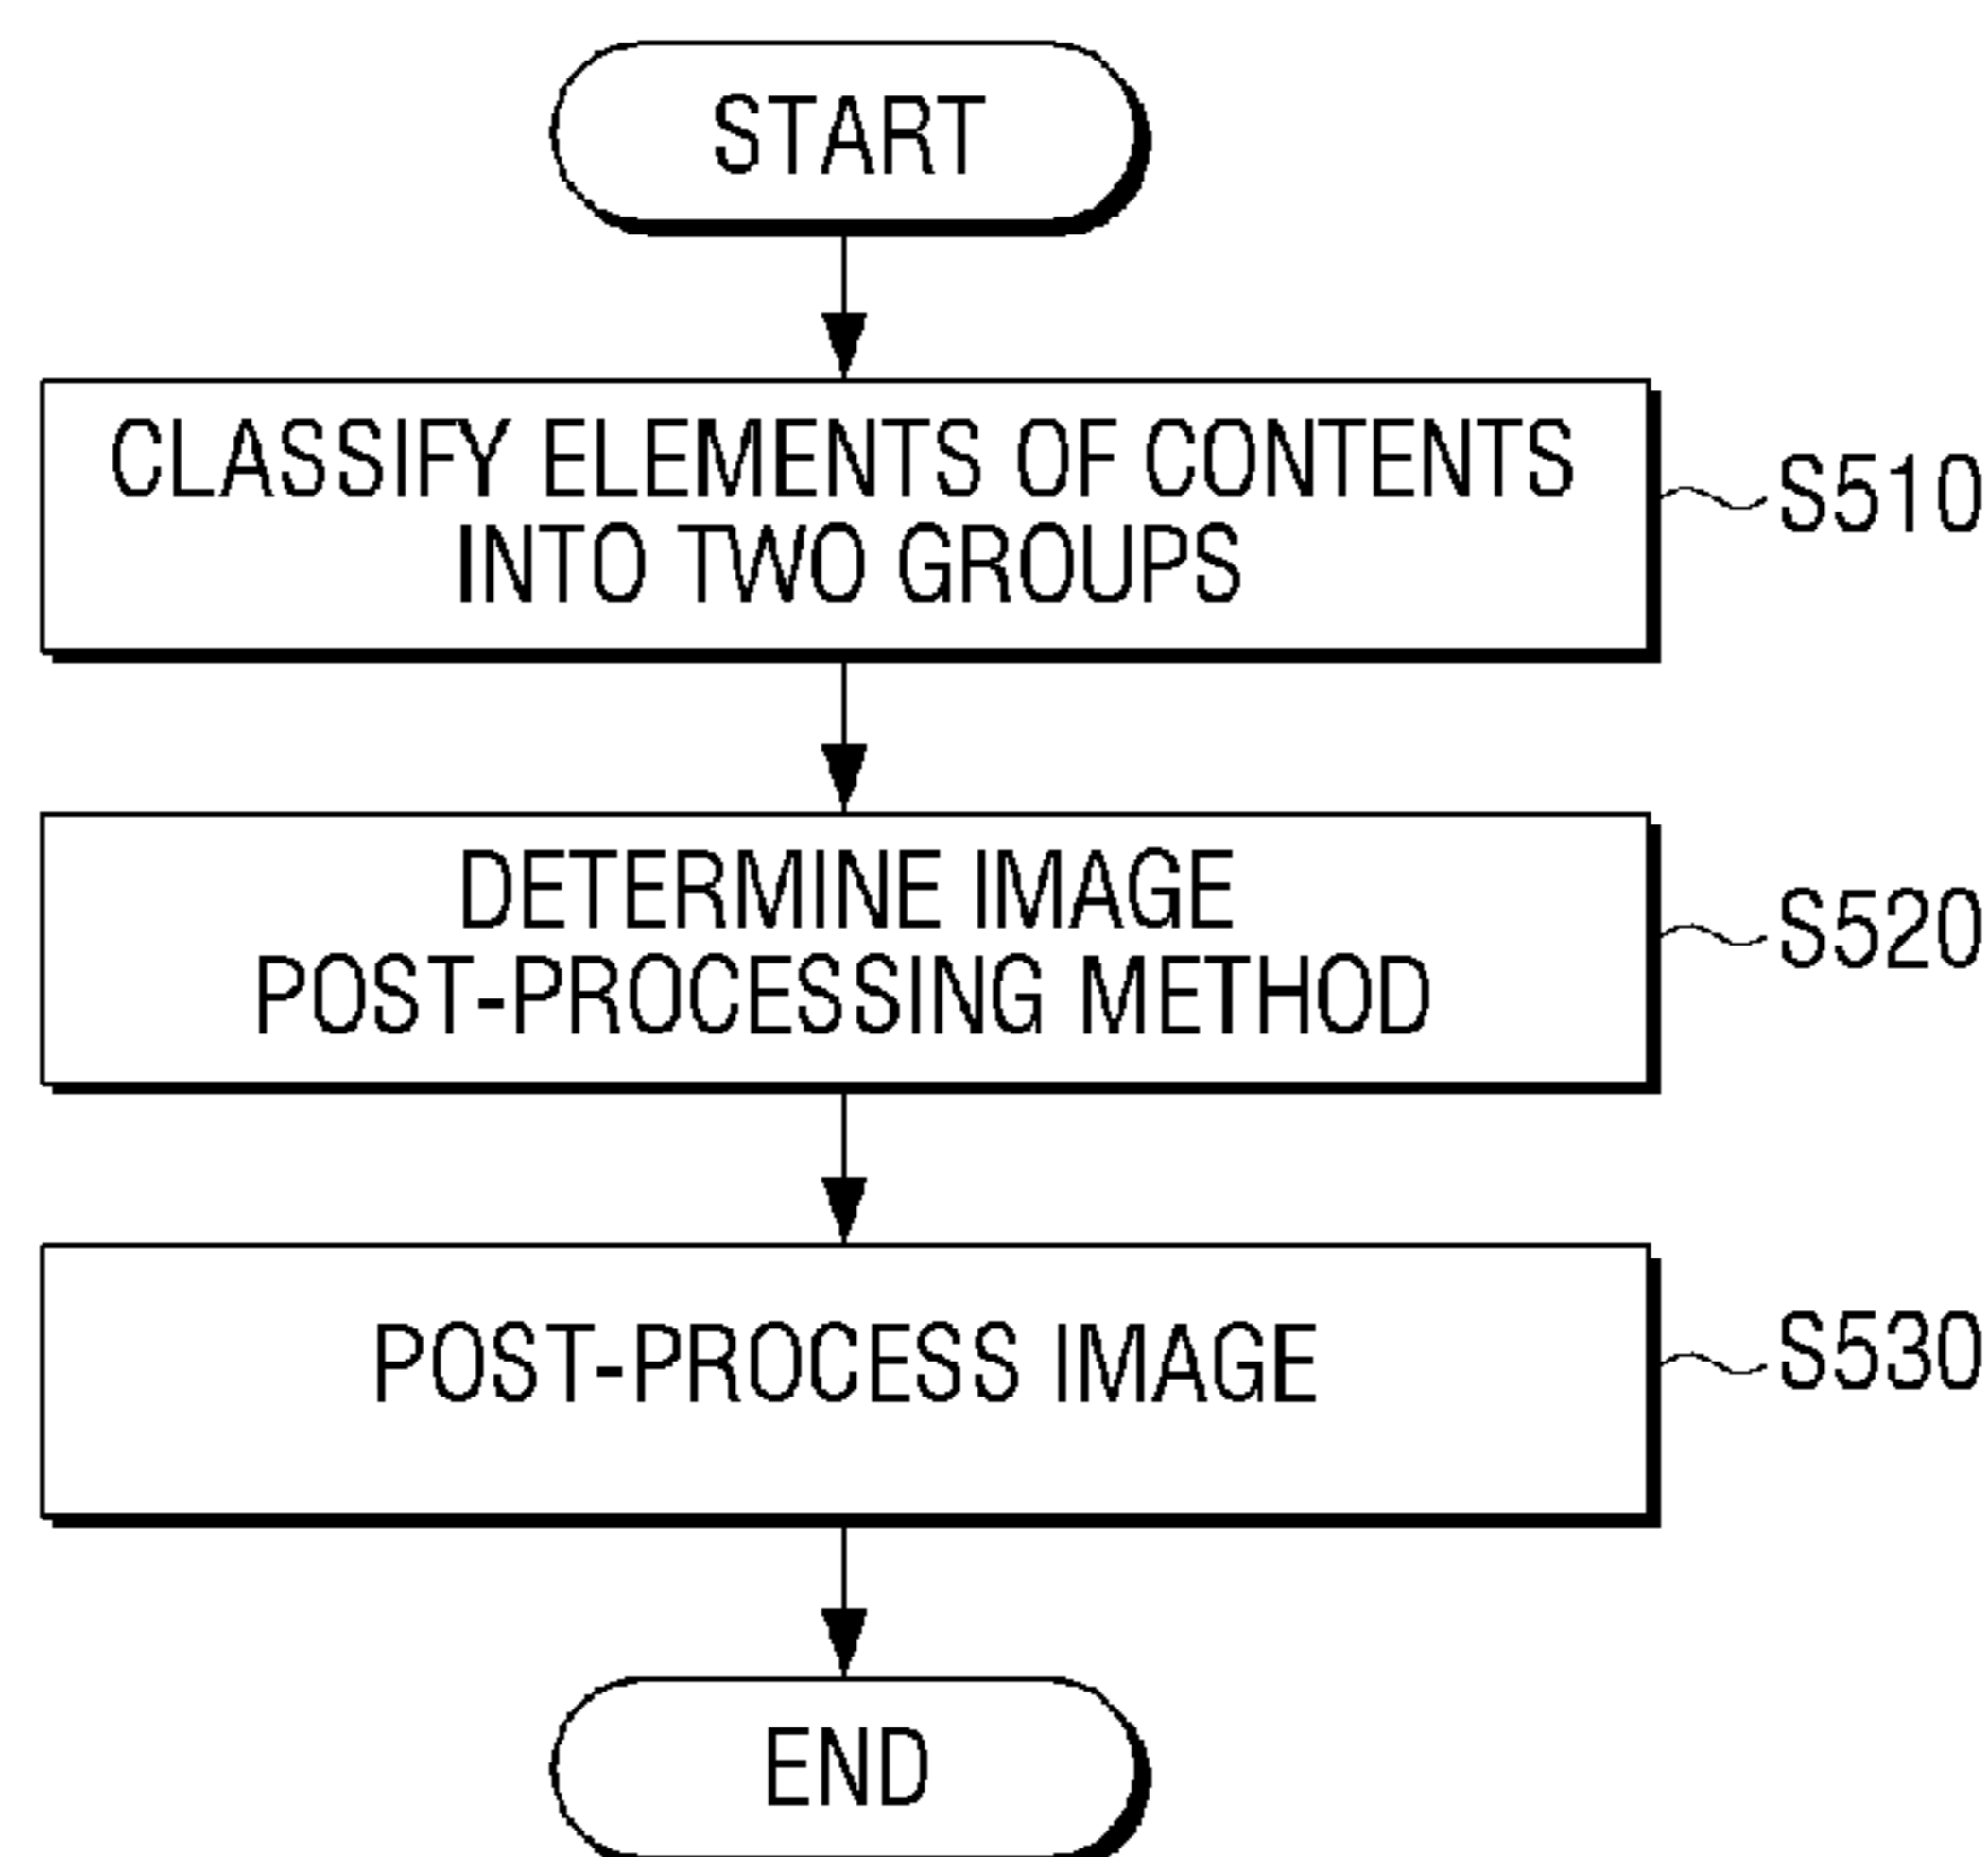 START
CLASSIFY ELEMENTS OF CONTENTS
INTO TWO GROUPS
S510
DETERMINE IMAGE
POST-PROCESSING METHOD
S520
POST-PROCESS IMAGE
S530
END